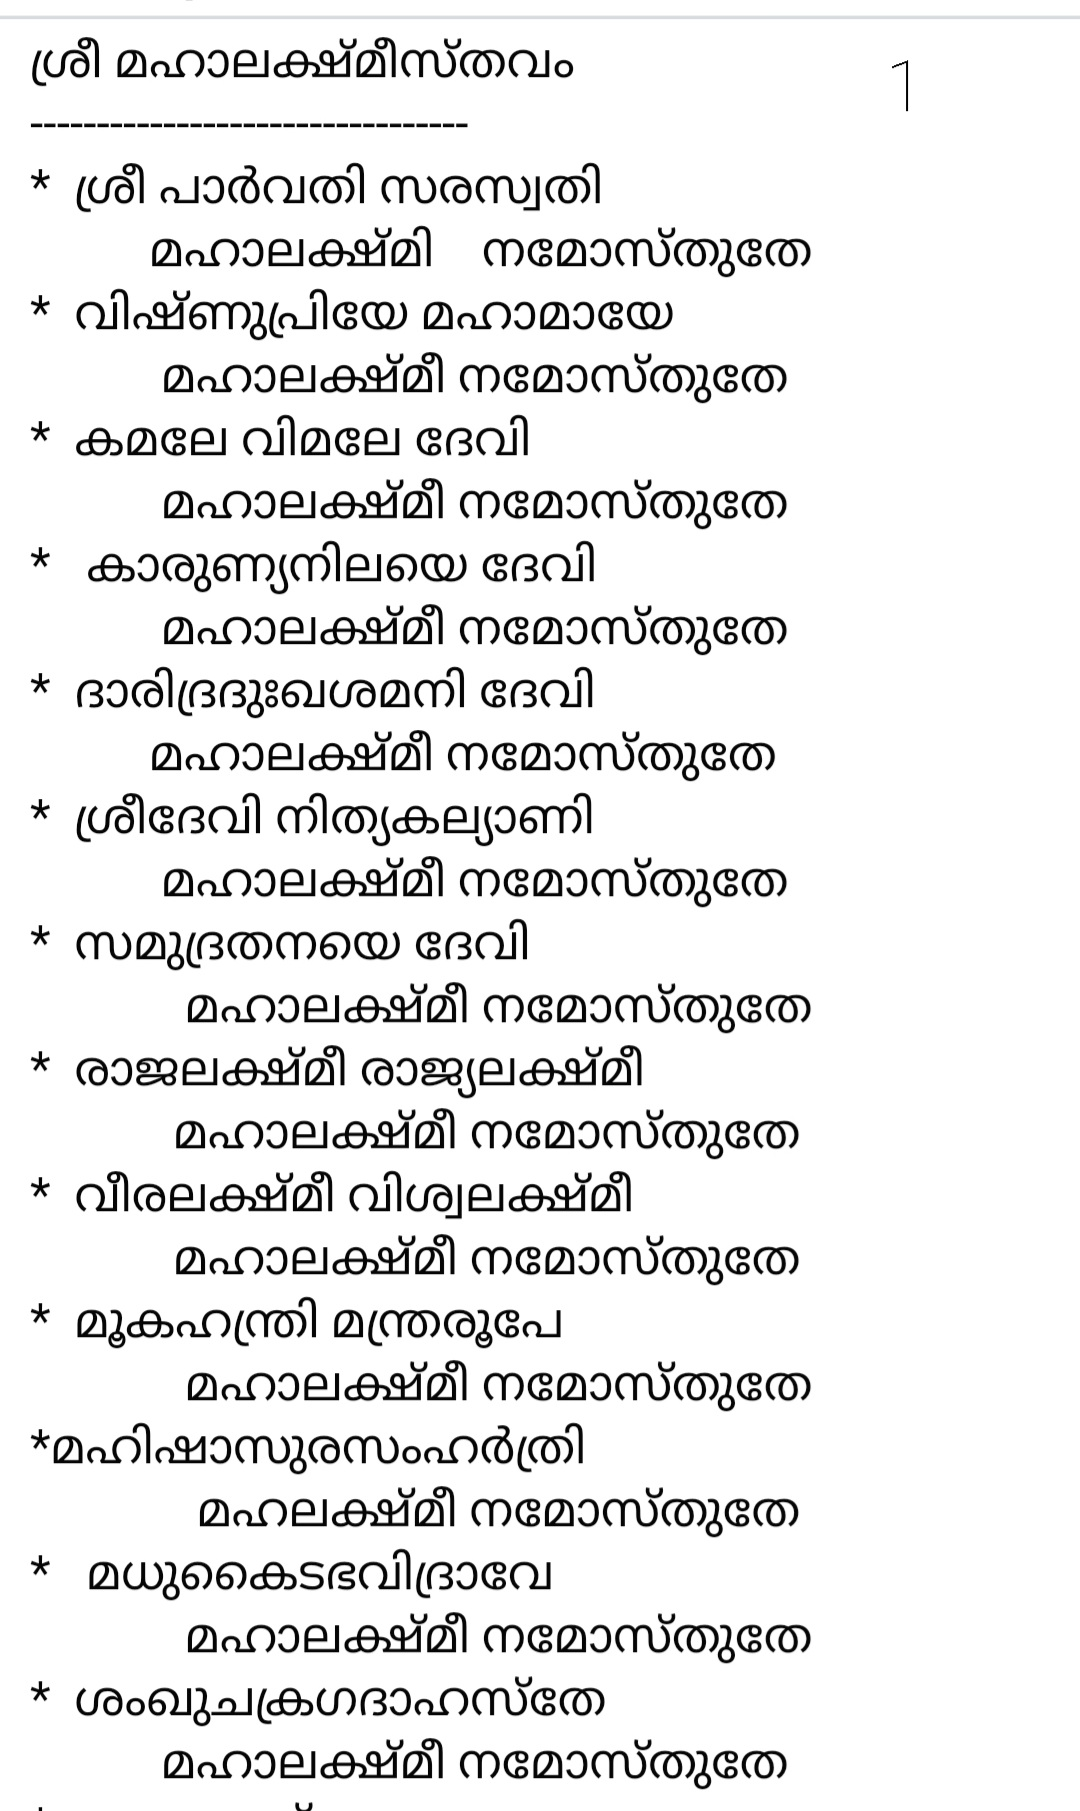 ശ്രീ മഹാലക്ഷ്മീസ്തവം
1
---------------------------------
* ശ്രീ പാർവതി സരസ്വതി
മഹാലക്ഷ്മി നമോസ്തുതേ
* വിഷ്ണുപ്രിയേ മഹാമായേ
മഹാലക്ഷ്മീ നമോസ്തുതേ
* കമലേ വിമലേ ദേവി
മഹാലക്ഷ്മീ നമോസ്തുതേ
* കാരുണ്യനിലയെ ദേവി
മഹാലക്ഷ്മീ നമോസ്തുതേ
* ദാരിദ്രദുഃഖശമനി ദേവി
മഹാലക്ഷ്മീ നമോസ്തുതേ
* ശ്രീദേവി നിത്യകല്യാണി
മഹാലക്ഷ്മീ നമോസ്തുതേ
* സമുദ്രതനയെ ദേവി
മഹാലക്ഷ്മീ നമോസ്തുതേ
* രാജലക്ഷ്മീ രാജ്യലക്ഷ്മീ
മഹാലക്ഷ്മീ നമോസ്തുതേ
* വീരലക്ഷ്മീ വിശ്വലക്ഷ്മീ
മഹാലക്ഷ്മീ നമോസ്തുതേ
* മൂകഹന്ത്രി മന്ത്രരൂപേ
മഹാലക്ഷ്മീ നമോസ്തുതേ
*മഹിഷാസുരസംഹർത്രി
മഹലക്ഷ്മീ നമോസ്തുതേ
* മധുകൈടഭവിദ്രാവേ
മഹാലക്ഷ്മീ നമോസ്തുതേ
* ശംഖുചക്രഗദാഹസ്തേ
മഹാലക്ഷ്മീ നമോസ്തുതേ